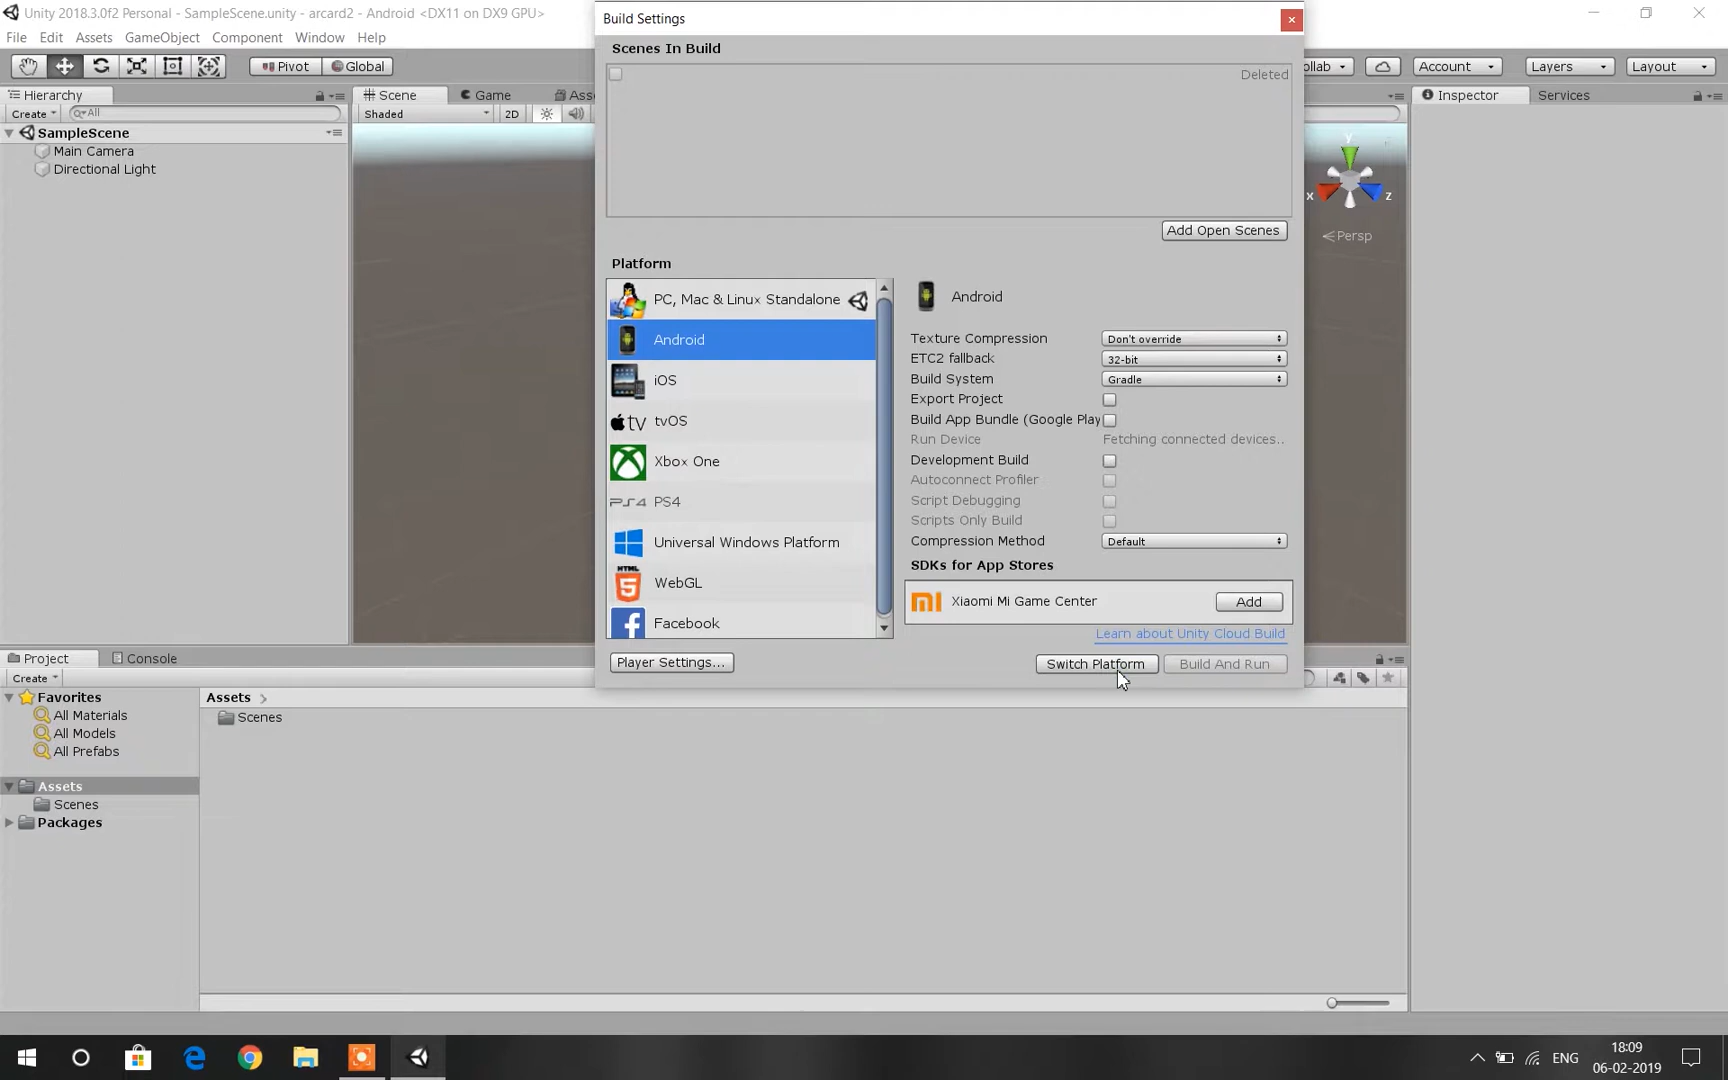 Unity 2018.3.0f2 Personal - SampleScene.unity - arcard2 - Android <DX11 on DX9 GPU>
Build Settings
File Edit Assets GameObject Component Window Help
Scenes In Build
Pivot Global
Deleted
ollab Account Layers Layout
Hierarchy
Scene Game Ass
Inspector Services
Create All
Shaded 2D
SampleScene
Main Camera
Directional Light
y
x z
Persp
Add Open Scenes
Platform
PC, Mac & Linux Standalone
Android
iOS
tv tvOS
Xbox One
PS4 PS4
Universal Windows Platform
HTML
5 WebGL
Facebook
Player Settings...
Android
Texture Compression Don't override
ETC2 fallback 32-bit
Build System Gradle
Export Project
Build App Bundle (Google Play
Run Device Fetching connected devices..
Development Build
Autoconnect Profiler
Script Debugging
Scripts Only Build
Compression Method Default
SDKs for App Stores
mi Xiaomi Mi Game Center Add
Learn about Unity Cloud Build
Switch Platform Build And Run
Project Console
Create
Favorites
All Materials
All Models
All Prefabs
Assets
Scenes
Packages
Assets
Scenes
ENG
18:09
06-02-2019